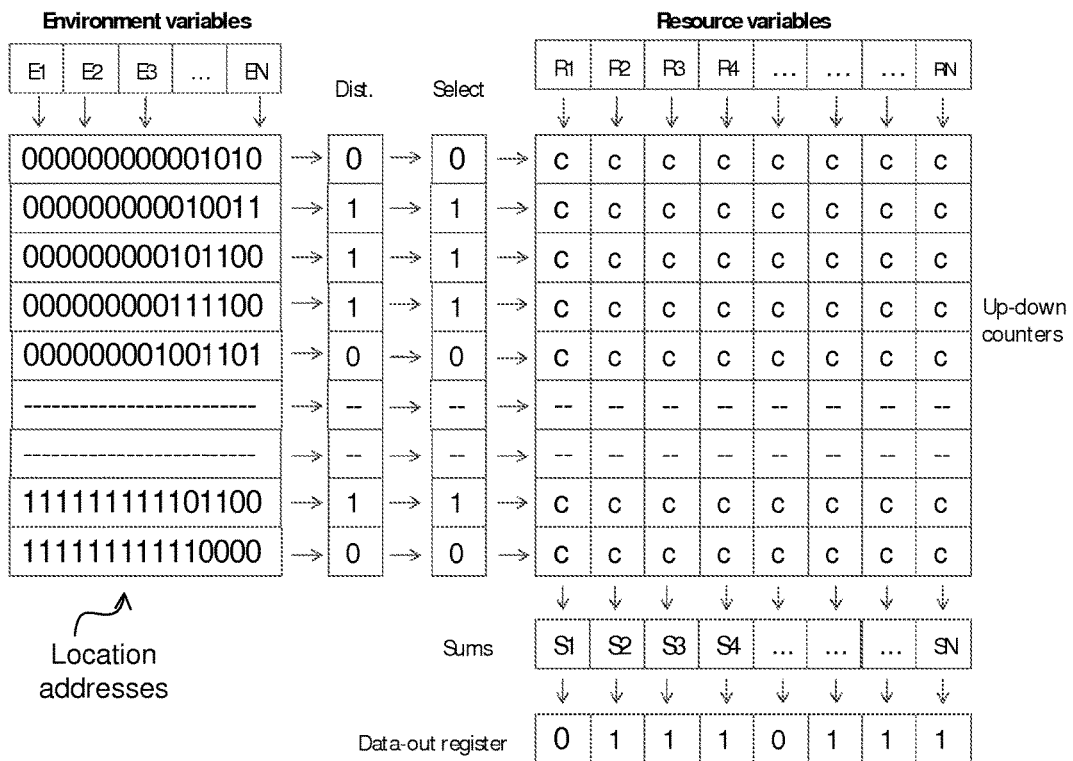 Environment variables Resource variables
E1 E2 E3 ... EN Dist. Select R1 R2 R3 R4 ... ... ... RN
000000000001010 0 0 c c c c c c c c
000000000010011 1 1 c c c c c c c c
000000000101100 1 1 c c c c c c c c
000000000111100 1 1 c c c c c c c c Up-down
counters
000000001001101 0 0 c c c c c c c c
------------------------- -- -- -- -- -- -- -- -- -- --
------------------------- -- -- -- -- -- -- -- -- -- --
111111111101100 1 1 c c c c c c c c
111111111110000 0 0 c c c c c c c c
Location
addresses
Sums S1 S2 S3 S4 ... ... ... SN
Data-out register 0 1 1 1 0 1 1 1